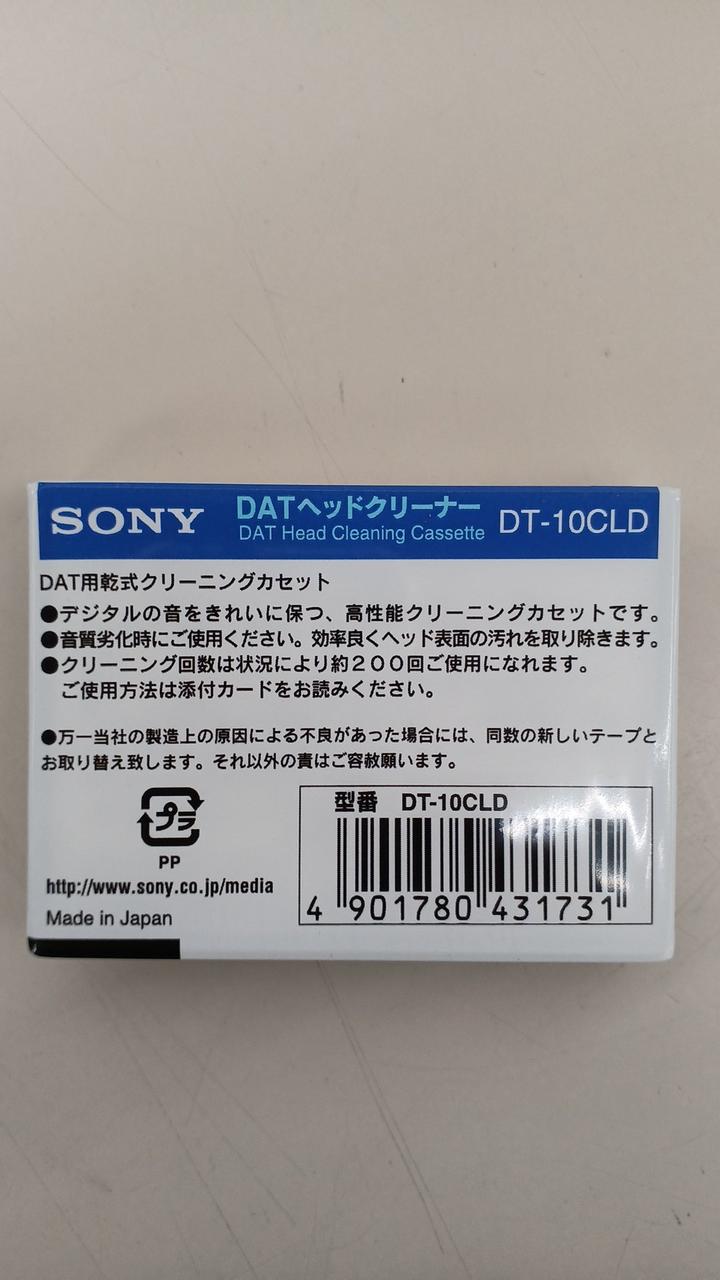 SONY DATヘッドクリーナー DT-10CLD
DAT Head Cleaning Cassette
DAT用乾式クリーニングカセット
●デジタルの音をきれいに保つ、高性能クリーニングカセットです。
●音質劣化時にご使用ください。効率良くヘッド表面の汚れを取り除きます。
●クリーニング回数は状況により約200回ご使用になれます。
ご使用方法は添付カードをお読みください。
●万一当社の製造上の原因による不良があった場合には、同数の新しいテープと
お取り替え致します。それ以外の責はご容赦願います。
プラ
PP
http://www.sony.co.jp/media
Made in Japan
型番 DT-10CLD
4 901780 431731